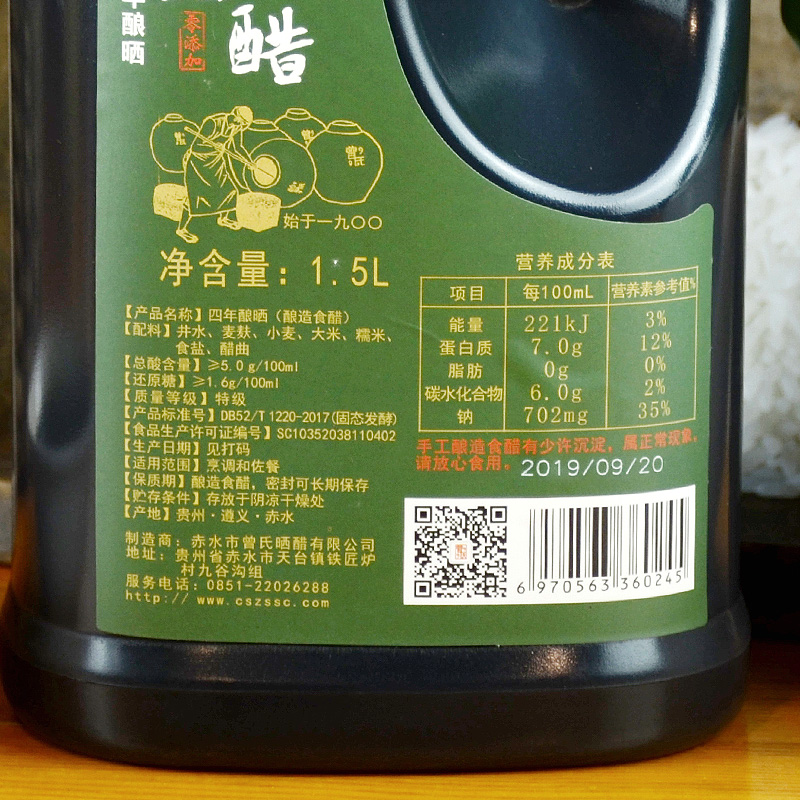 年酿晒
零添加
醋
曾氏
始于一九〇〇
净含量：1.5L
【产品名称】四年酿晒（酿造食醋）
【配料】井水、麦麸、小麦、大米、糯米、
食盐、醋曲
【总酸含量】≥5.0 g/100ml
【还原糖】≥1.6g/100ml
【质量等级】特级
【产品标准号】DB52/T 1220-2017(固态发酵)
【食品生产许可证编号】SC10352038110402
【生产日期】见打码
【适用范围】烹调和佐餐
【保质期】酿造食醋，密封可长期保存
【贮存条件】存放于阴凉干燥处
【产地】贵州·遵义·赤水
制造商：赤水市曾氏晒醋有限公司
地址：贵州省赤水市天台镇铁匠炉
村九谷沟组
服务电话：0851-22026288
http://www.cszssc.com
营养成分表
项目 每100mL 营养素参考值%
能量 221kJ 3%
蛋白质 7.0g 12%
脂肪 0g 0%
碳水化合物 6.0g 2%
钠 702mg 35%
手工酿造食醋有少许沉淀，属正常现象，
请放心食用。 2019/09/20
6 970563 360245